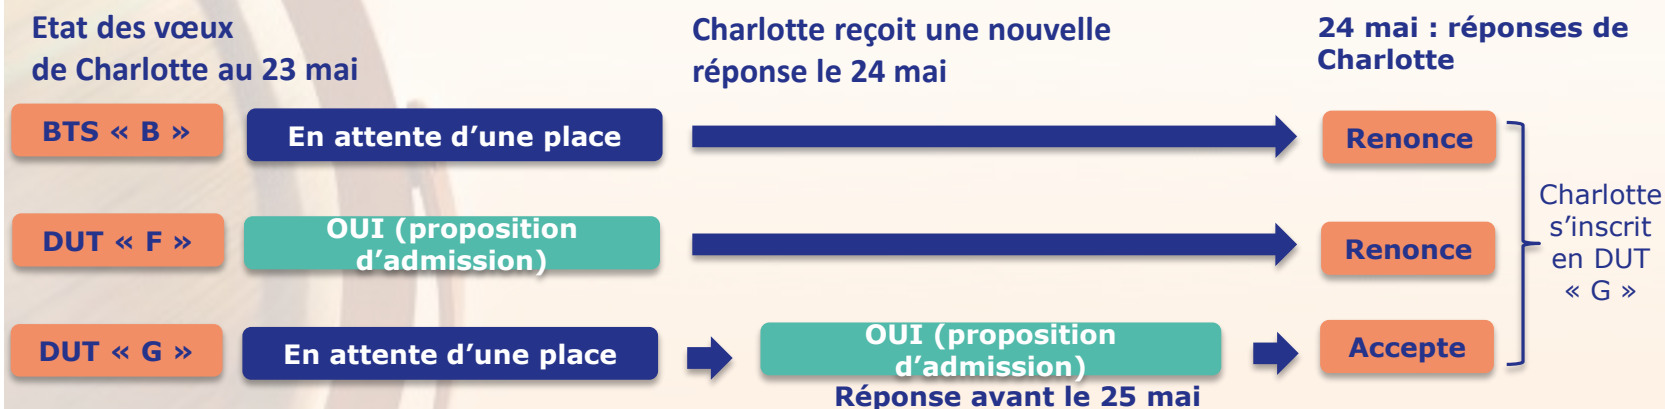 Etat des vœux
de Charlotte au 23 mai
Charlotte reçoit une nouvelle
réponse le 24 mai
24 mai : réponses de
Charlotte
BTS « B »
En attente d’une place
Renonce
DUT « F »
OUI (proposition
d’admission)
Renonce
DUT « G »
En attente d’une place
OUI (proposition
d’admission)
Réponse avant le 25 mai
Accepte
Charlotte
s’inscrit
en DUT
« G »